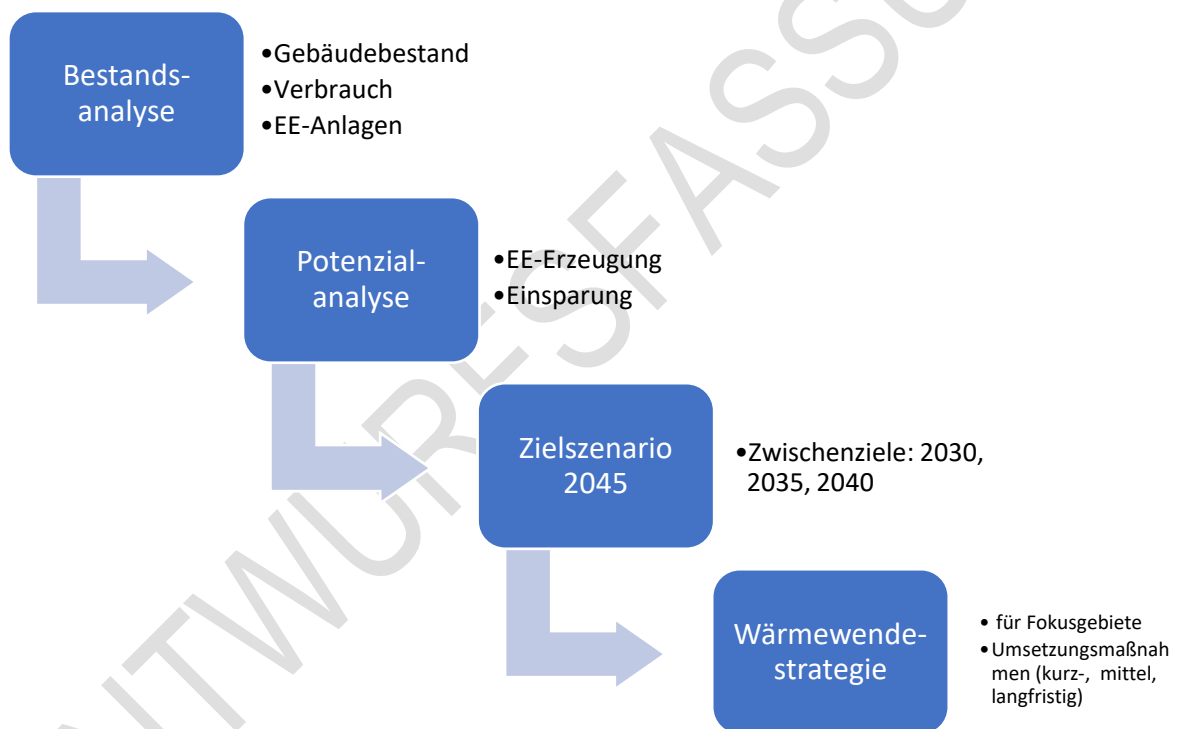 Bestands-
analyse
•Gebäudebestand
•Verbrauch
•EE-Anlagen
Potenzial-
analyse
•EE-Erzeugung
•Einsparung
Zielszenario
2045
•Zwischenziele: 2030,
2035, 2040
Wärmewende-
strategie
• für Fokusgebiete
•Umsetzungsmaßnah
men (kurz-, mittel,
langfristig)